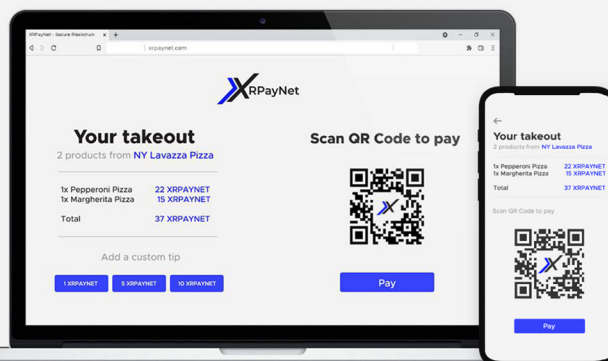 XRPayNet - Secure Blockchain
xrpaynet.com
XRPayNet
Your takeout
2 products from NY Lavazza Pizza
1x Pepperoni Pizza 22 XRPAYNET
1x Margherita Pizza 15 XRPAYNET
Total 37 XRPAYNET
Add a custom tip
1 XRPAYNET 5 XRPAYNET 10 XRPAYNET
Scan QR Code to pay
Pay
Your takeout
2 products from NY Lavazza Pizza
1x Pepperoni Pizza 22 XRPAYNET
1x Margherita Pizza 15 XRPAYNET
Total 37 XRPAYNET
Scan QR Code to pay
Pay